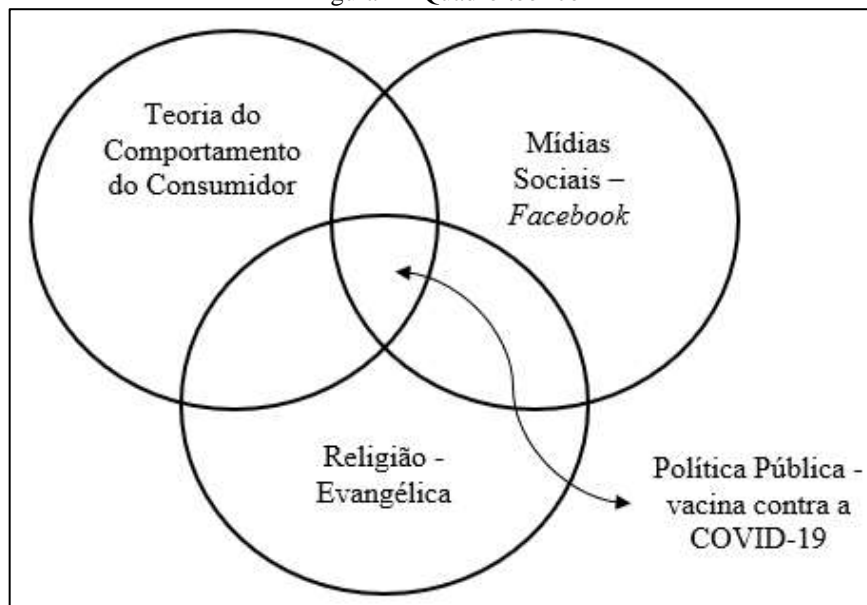 Teoria do
Comportamento
do Consumidor
Mídias
Sociais –
Facebook
Religião -
Evangélica
Política Pública -
vacina contra a
COVID-19